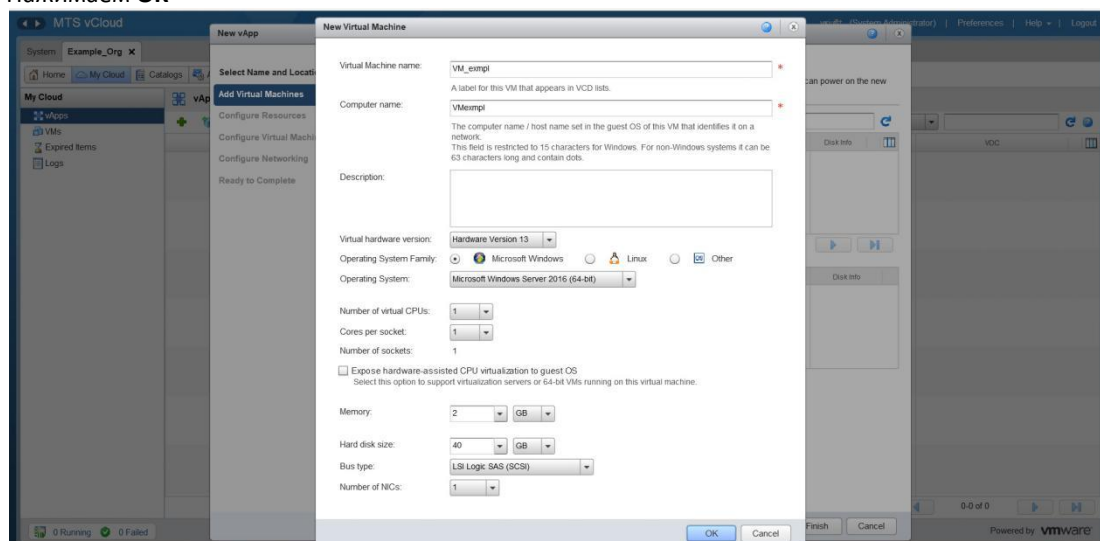 Нажимаем ОК
MTS vCloud
(System Administrator) | Preferences | Help | Logout
System Example_Org
Home My Cloud Catalogs
My Cloud
vApps
VMs
Expired Items
Logs
New vApp
Select Name and Locati
Add Virtual Machines
Configure Resources
Configure Virtual Machi
Configure Networking
Ready to Complete
New Virtual Machine
Virtual Machine name: VM_exmpl *
A label for this VM that appears in VCD lists.
Computer name: VMexmpl *
The computer name / host name set in the guest OS of this VM that identifies it on a
network.
This field is restricted to 15 characters for Windows. For non-Windows systems it can be
63 characters long and contain dots.
Description:
Virtual hardware version: Hardware Version 13
Operating System Family: Microsoft Windows Linux Other
Operating System: Microsoft Windows Server 2016 (64-bit)
Number of virtual CPUs: 1
Cores per socket: 1
Number of sockets: 1
Expose hardware-assisted CPU virtualization to guest OS
Select this option to support virtualization servers or 64-bit VMs running on this virtual machine.
Memory: 2 GB
Hard disk size: 40 GB
Bus type: LSI Logic SAS (SCSI)
Number of NICs: 1
OK Cancel
can power on the new
Disk Info
Disk Info
Finish Cancel
VDC
0-0 of 0
0 Running 0 Failed
Powered by vmware